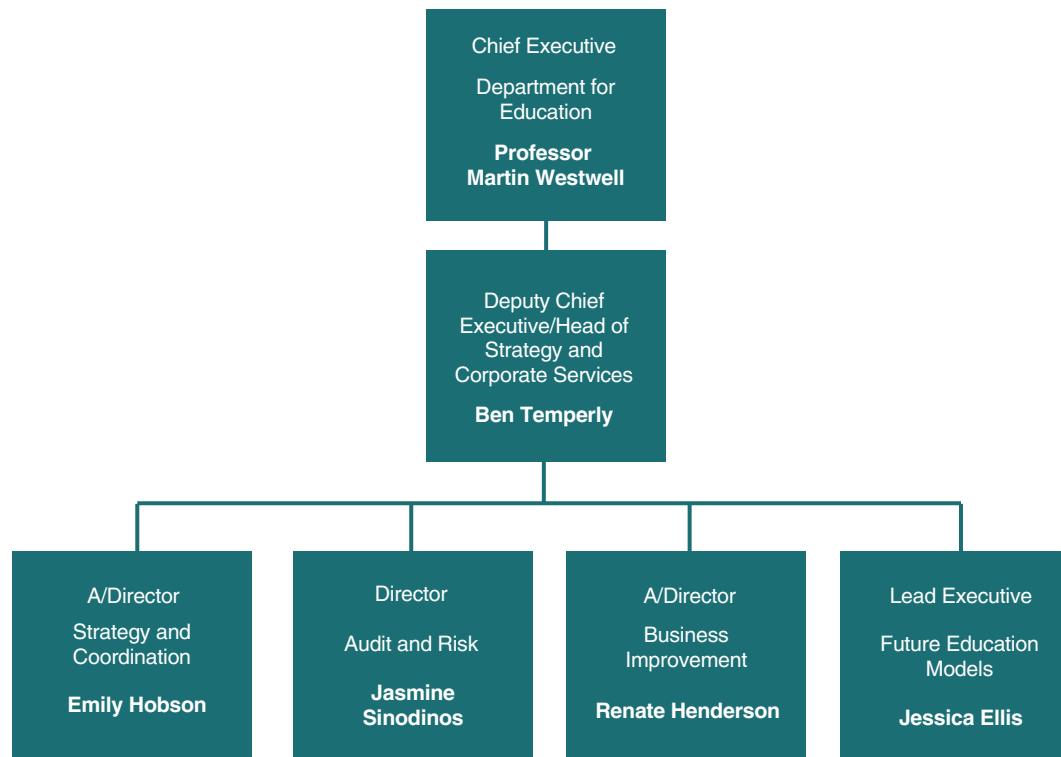 Chief Executive
Department for
Education
Professor
Martin Westwell
Deputy Chief
Executive/Head of
Strategy and
Corporate Services
Ben Temperly
A/Director
Strategy and
Coordination
Emily Hobson
Director
Audit and Risk
Jasmine
Sinodinos
A/Director
Business
Improvement
Renate Henderson
Lead Executive
Future Education
Models
Jessica Ellis